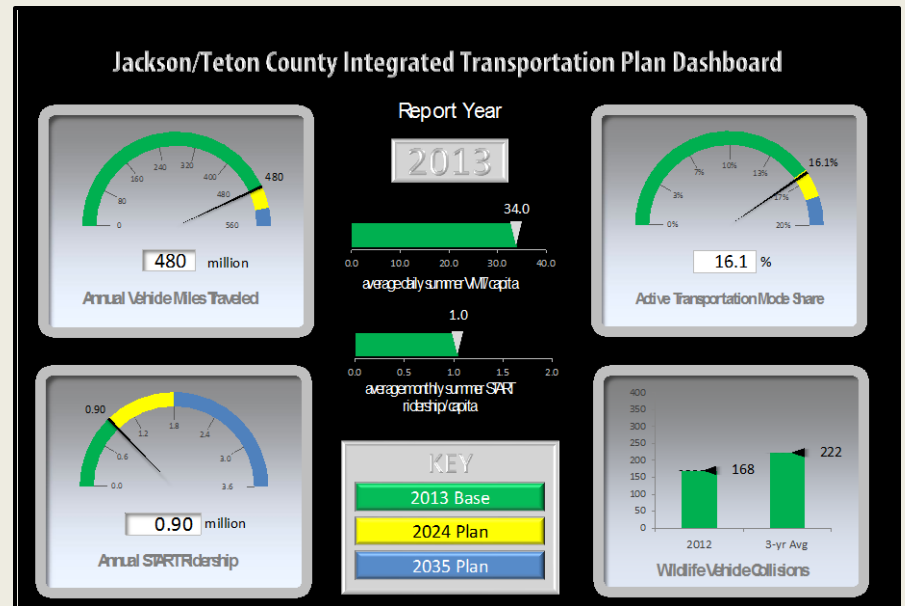 Jackson/Teton County Integrated Transportation Plan Dashboard
Report Year
2013
0
80
160
240
320
400
480
560
480
480 million
Annual Vehicle Miles Traveled
34.0
0.0 10.0 20.0 30.0 40.0
average daily summer VMT/capita
1.0
0.0 0.5 1.0 1.5 2.0
average monthly summer START
ridership/capita
0%
3%
7%
10%
13%
17%
20%
16.1%
16.1 %
Active Transportation Mode Share
0.0
0.6
1.2
1.8
2.4
3.0
3.6
0.90
0.90 million
Annual START Ridership
KEY
2013 Base
2024 Plan
2035 Plan
400
350
300
250
200
150
100
50
0
168
222
2012 3-yr Avg
Wildlife Vehicle Collisions